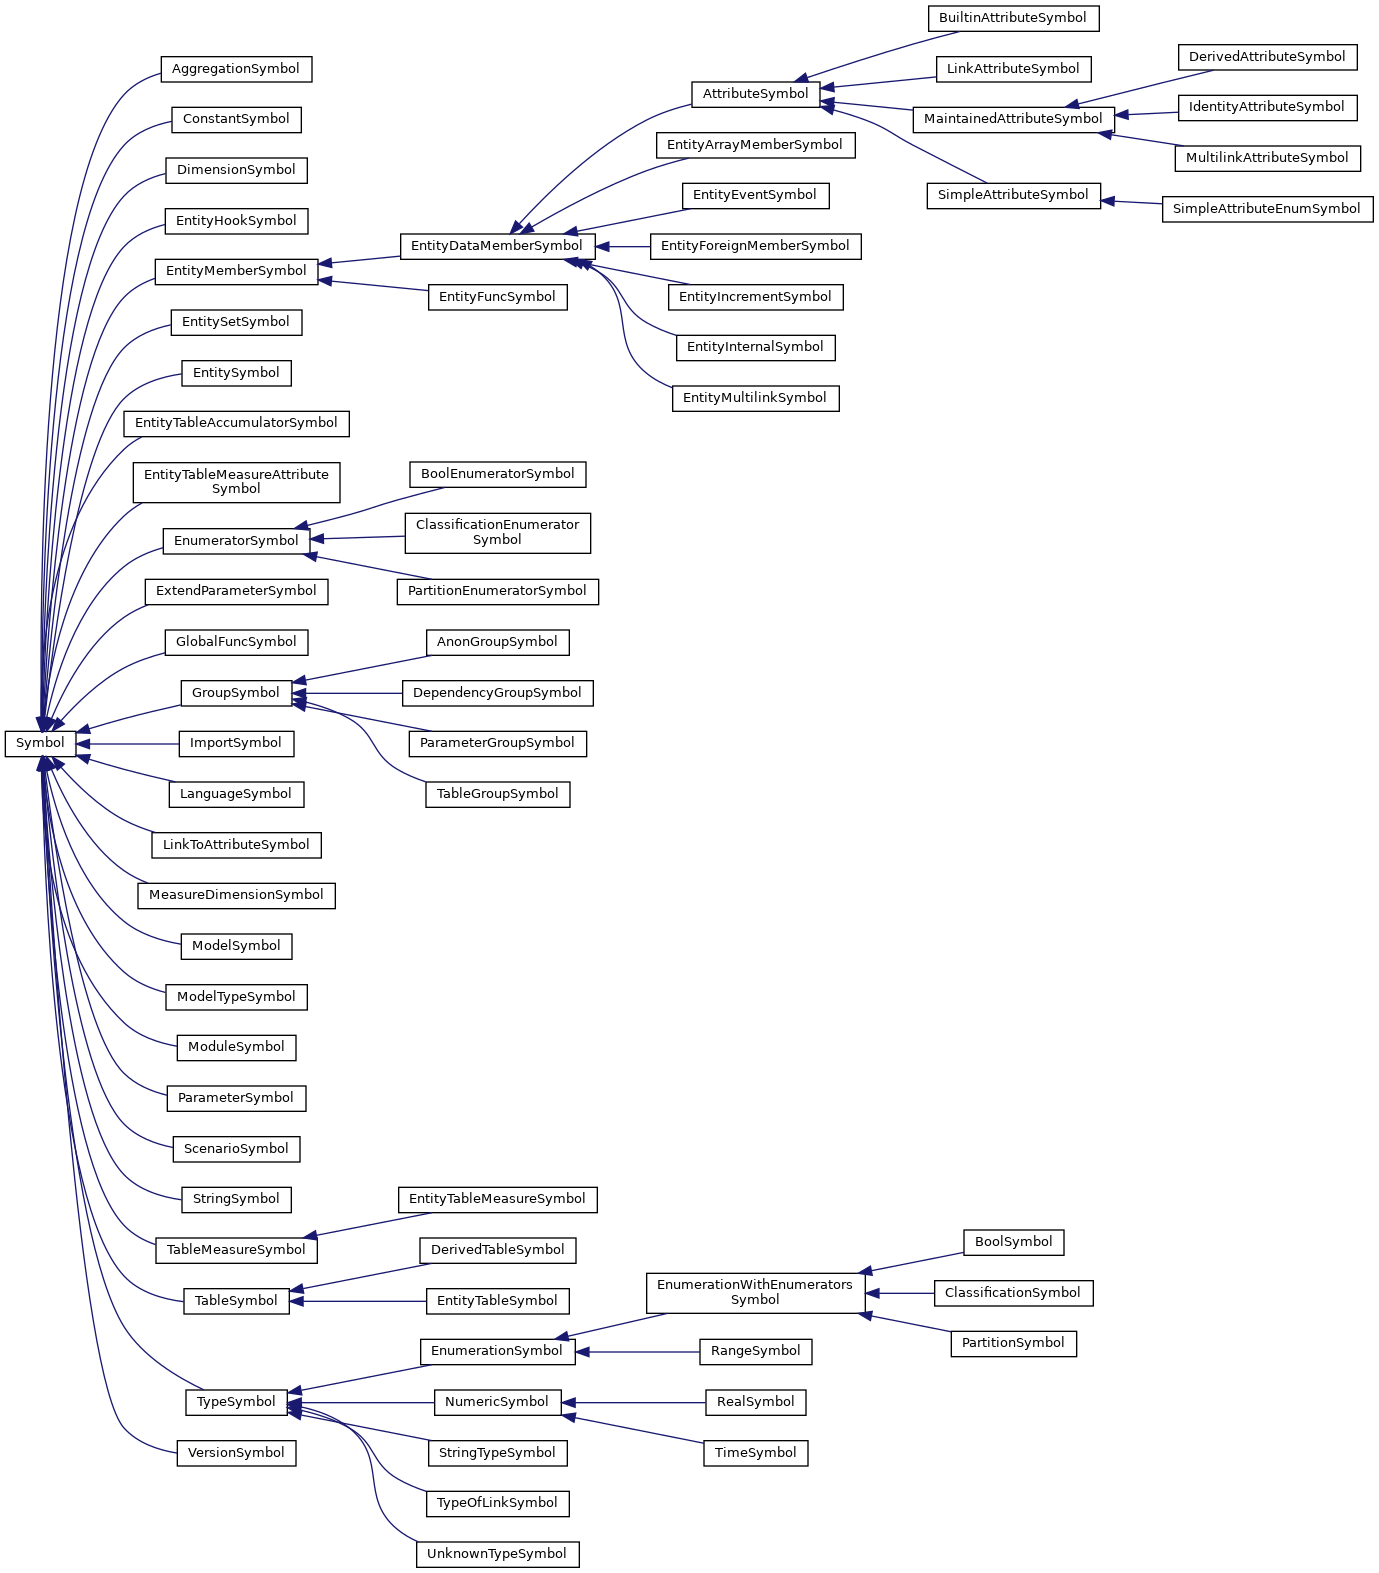 Symbol
AggregationSymbol
ConstantSymbol
DimensionSymbol
EntityHookSymbol
EntityMemberSymbol
EntityDataMemberSymbol
AttributeSymbol
BuiltinAttributeSymbol
LinkAttributeSymbol
MaintainedAttributeSymbol
DerivedAttributeSymbol
IdentityAttributeSymbol
MultilinkAttributeSymbol
SimpleAttributeSymbol
SimpleAttributeEnumSymbol
EntityArrayMemberSymbol
EntityEventSymbol
EntityForeignMemberSymbol
EntityIncrementSymbol
EntityInternalSymbol
EntityMultilinkSymbol
EntityFuncSymbol
EntitySetSymbol
EntitySymbol
EntityTableAccumulatorSymbol
EntityTableMeasureAttribute
Symbol
EnumeratorSymbol
BoolEnumeratorSymbol
ClassificationEnumerator
Symbol
PartitionEnumeratorSymbol
ExtendParameterSymbol
GlobalFuncSymbol
GroupSymbol
AnonGroupSymbol
DependencyGroupSymbol
ParameterGroupSymbol
TableGroupSymbol
ImportSymbol
LanguageSymbol
LinkToAttributeSymbol
MeasureDimensionSymbol
ModelSymbol
ModelTypeSymbol
ModuleSymbol
ParameterSymbol
ScenarioSymbol
StringSymbol
TableMeasureSymbol
EntityTableMeasureSymbol
TableSymbol
DerivedTableSymbol
EntityTableSymbol
TypeSymbol
EnumerationSymbol
EnumerationWithEnumerators
Symbol
BoolSymbol
ClassificationSymbol
PartitionSymbol
RangeSymbol
NumericSymbol
RealSymbol
TimeSymbol
StringTypeSymbol
TypeOfLinkSymbol
UnknownTypeSymbol
VersionSymbol